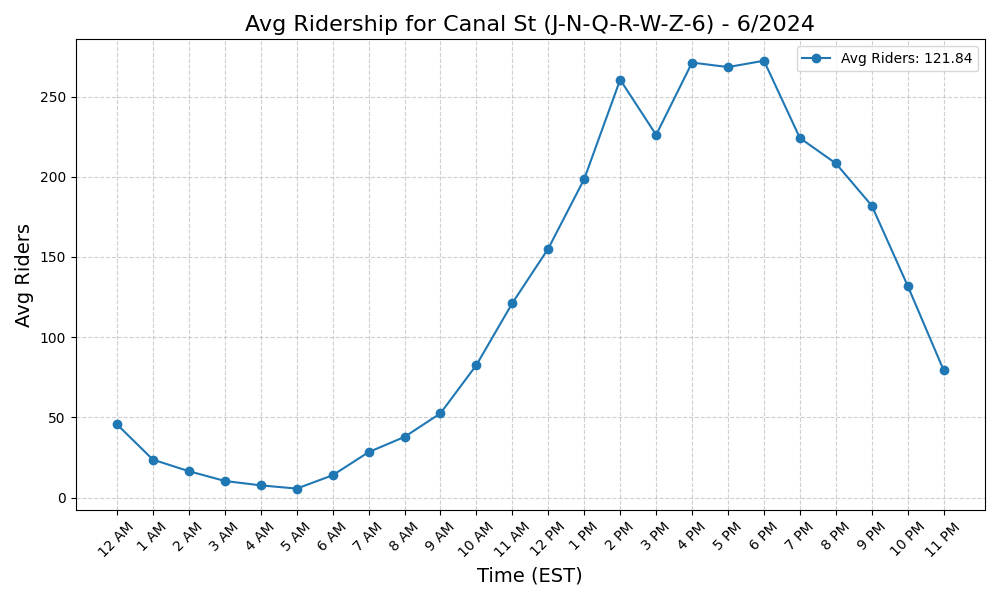 Avg Ridership for Canal St (J-N-Q-R-W-Z-6) - 6/2024
Avg Riders: 121.84
Avg Riders
250
200
150
100
50
0
12 AM
1 AM
2 AM
3 AM
4 AM
5 AM
6 AM
7 AM
8 AM
9 AM
10 AM
11 AM
12 PM
1 PM
2 PM
3 PM
4 PM
5 PM
6 PM
7 PM
8 PM
9 PM
10 PM
11 PM
Time (EST)